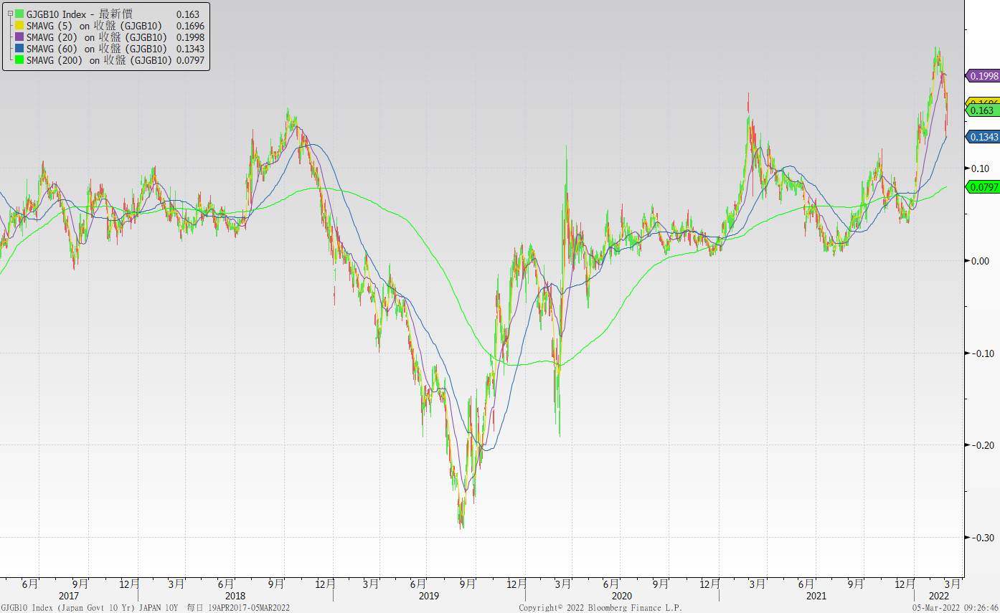 GJGB10 Index - 最新價 0.163
SMAVG (5) on 收盤 (GJGB10) 0.1696
SMAVG (20) on 收盤 (GJGB10) 0.1998
SMAVG (60) on 收盤 (GJGB10) 0.1343
SMAVG (200) on 收盤 (GJGB10) 0.0797
0.1998
0.1696
0.163
0.1343
0.10
0.0797
0.00
-0.10
-0.20
-0.30
6月 9月 12月 3月 6月 9月 12月 3月 6月 9月 12月 3月 6月 9月 12月 3月 6月 9月 12月 3月
2017 2018 2019 2020 2021 2022
GJGB10 Index (Japan Govt 10 Yr) JAPAN 10Y 每日 19APR2017-05MAR2022 Copyright© 2022 Bloomberg Finance L.P. 05-Mar-2022 09:26:46